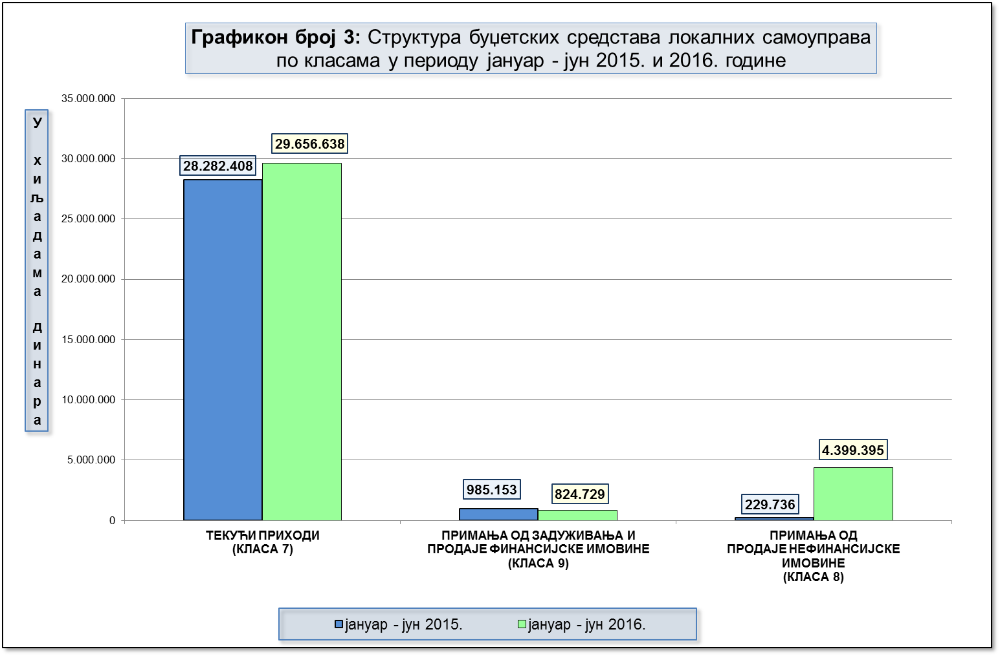 Графикон број 3: Структура буџетских средстава локалних самоуправа
по класама у периоду јануар - јун 2015. и 2016. године
У хиљадама динара
35.000.000
30.000.000
25.000.000
20.000.000
15.000.000
10.000.000
5.000.000
0
28.282.408
29.656.638
985.153
824.729
229.736
4.399.395
ТЕКУЋИ ПРИХОДИ
(КЛАСА 7)
ПРИМАЊА ОД ЗАДУЖИВАЊА И
ПРОДАЈЕ ФИНАНСИЈСКЕ ИМОВИНЕ
(КЛАСА 9)
ПРИМАЊА ОД
ПРОДАЈЕ НЕФИНАНСИЈСКЕ
ИМОВИНЕ
(КЛАСА 8)
јануар - јун 2015.
јануар - јун 2016.